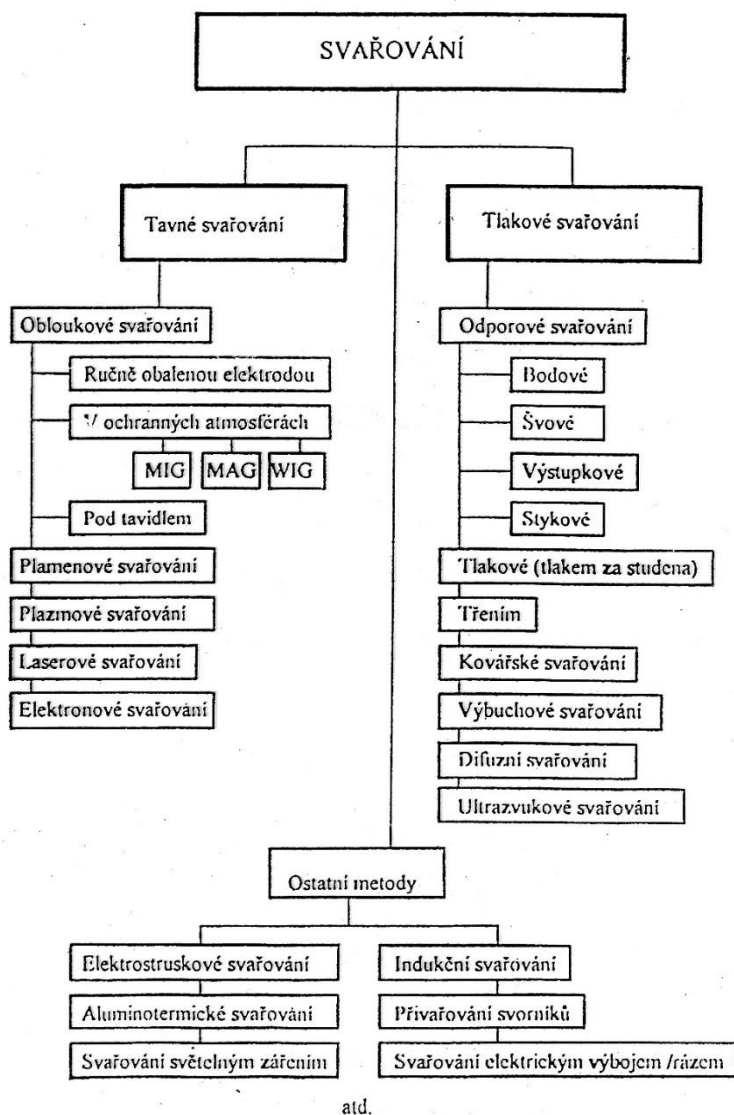 SVAŘOVÁNÍ
Tavné svařování
Obloukové svařování
Ručně obalenou elektrodou
V ochranných atmosférách
MIG MAG WIG
Pod tavidlem
Plamenové svařování
Plazmové svařování
Laserové svařování
Elektronové svařování
Tlakové svařování
Odporové svařování
Bodové
Švové
Výstupkové
Stykové
Tlakové (tlakem za studena)
Třením
Kovářské svařování
Výbuchové svařování
Difuzní svařování
Ultrazvukové svařování
Ostatní metody
Elektrostruskové svařování
Aluminotermické svařování
Svařování světelným zářením
Indukční svařování
Přivařování svorníků
Svařování elektrickým výbojem /rázem
atd.